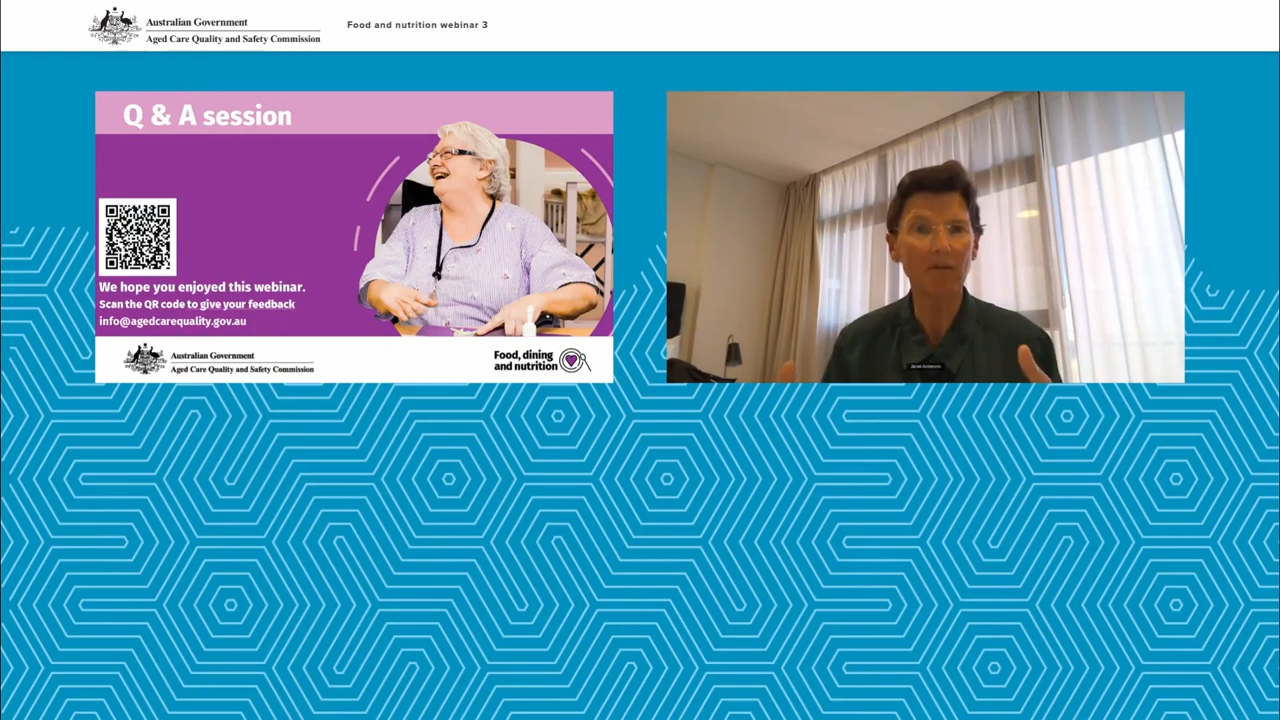 Australian Government
Aged Care Quality and Safety Commission
Food and nutrition webinar 3
Q & A session
We hope you enjoyed this webinar.
Scan the QR code to give your feedback
info@agedcarequality.gov.au
Australian Government
Aged Care Quality and Safety Commission
Food, dining
and nutrition
Janet Anderson